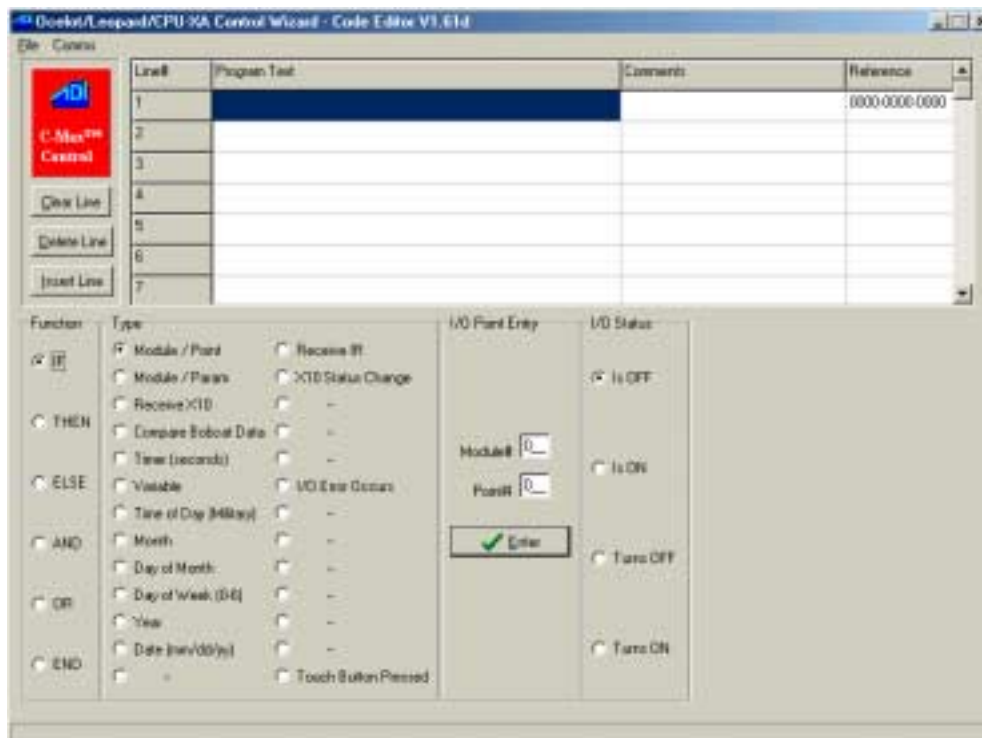 Ocelot/Leopard/CPU-XA Control Wizard - Code Editor V1.61d
File Comms
Line# Program Text Comments Reference
ADI
C-Max™
Control
1 0000-0000-0000
2
3
4
5
6
7
Clear Line
Delete Line
Insert Line
Function
IF
THEN
ELSE
AND
OR
END
Type
Module / Point
Module / Param
Receive X10
Compare Bobcat Data
Timer (seconds)
Variable
Time of Day (Military)
Month
Day of Month
Day of Week (0-6)
Year
Date (mm/dd/yy)
-
Receive IR
X10 Status Change
-
-
-
I/O Error Occurs
-
-
-
-
-
-
Touch Button Pressed
I/O Point Entry
Module# 0__
Point# 0__
Enter
I/O Status
Is OFF
Is ON
Turns OFF
Turns ON